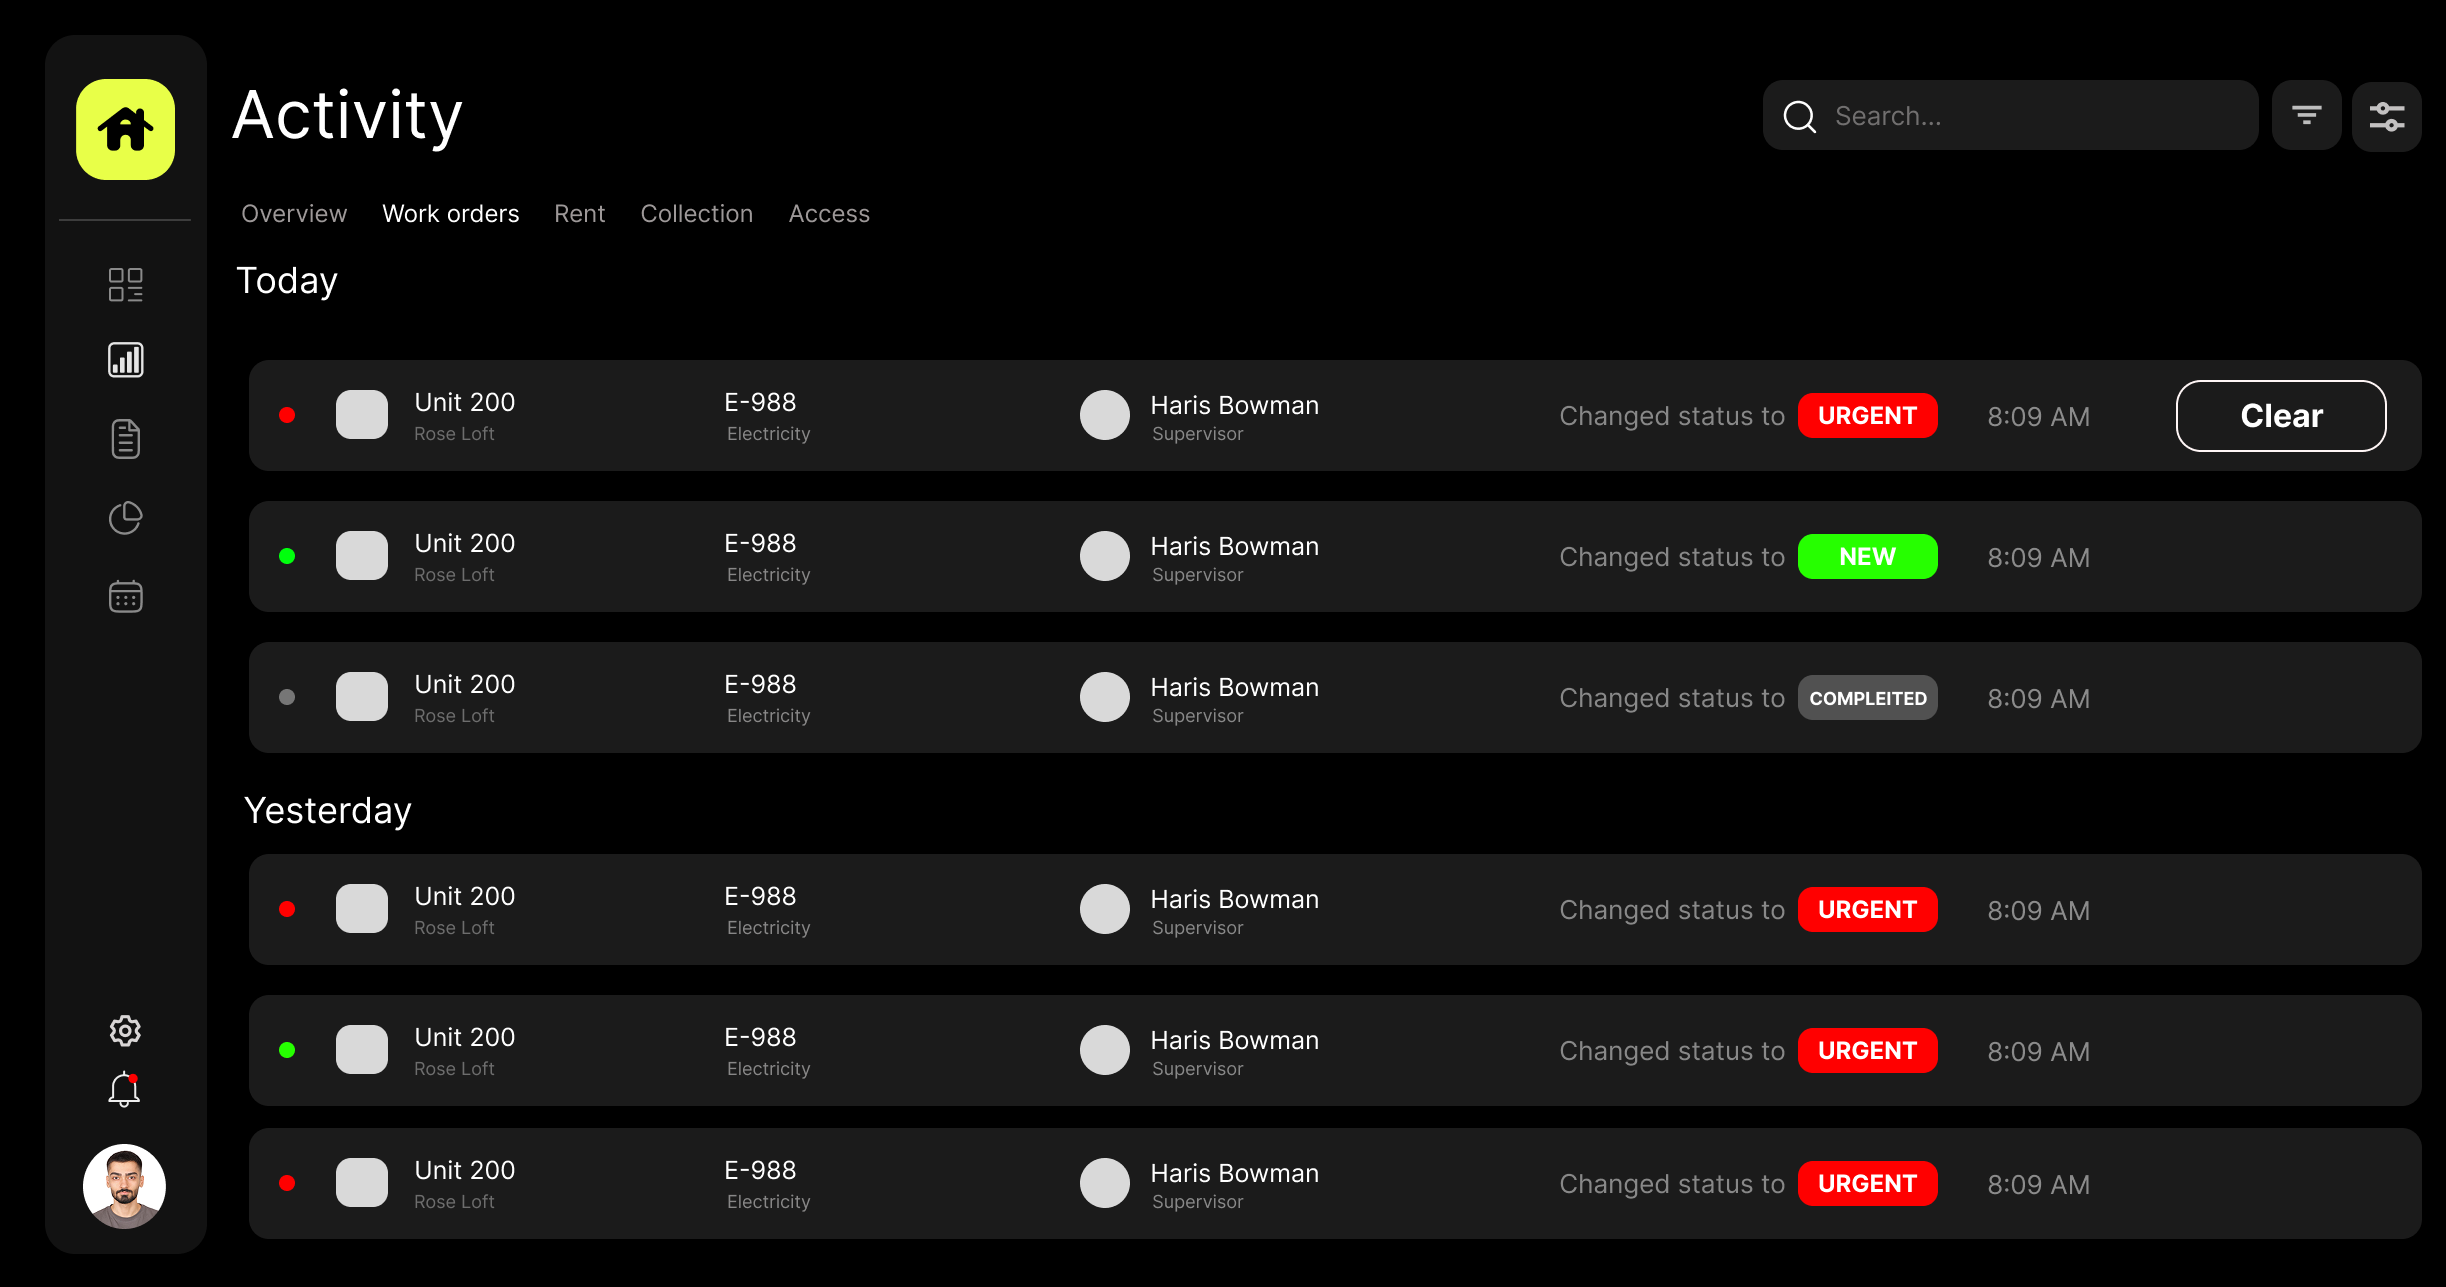 Activity
Search...
Overview Work orders Rent Collection Access
Today
Unit 200 E-988 Haris Bowman Changed status to URGENT 8:09 AM Clear
Rose Loft Electricity Supervisor
Unit 200 E-988 Haris Bowman Changed status to NEW 8:09 AM
Rose Loft Electricity Supervisor
Unit 200 E-988 Haris Bowman Changed status to COMPLEITED 8:09 AM
Rose Loft Electricity Supervisor
Yesterday
Unit 200 E-988 Haris Bowman Changed status to URGENT 8:09 AM
Rose Loft Electricity Supervisor
Unit 200 E-988 Haris Bowman Changed status to URGENT 8:09 AM
Rose Loft Electricity Supervisor
Unit 200 E-988 Haris Bowman Changed status to URGENT 8:09 AM
Rose Loft Electricity Supervisor